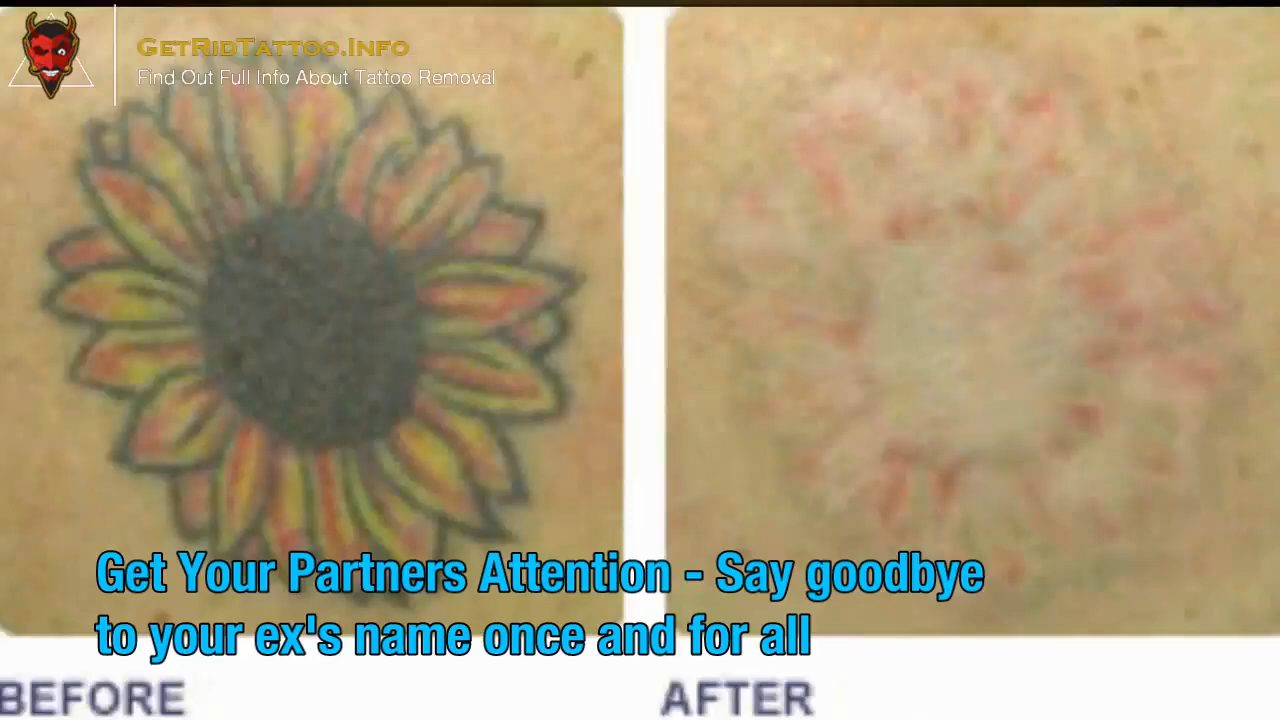 GetRidTattoo.Info
Find Out Full Info About Tattoo Removal
Get Your Partners Attention - Say goodbye
to your ex's name once and for all
BEFORE
AFTER